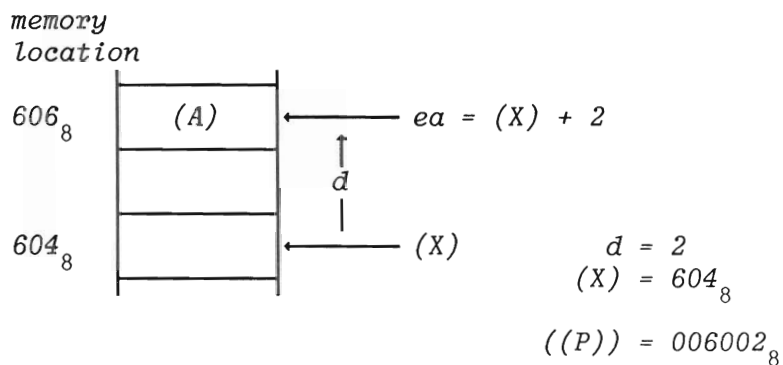 memory
location
606₈ (A) ea = (X) + 2
d
604₈ (X) d = 2
(X) = 604₈
((P)) = 006002₈